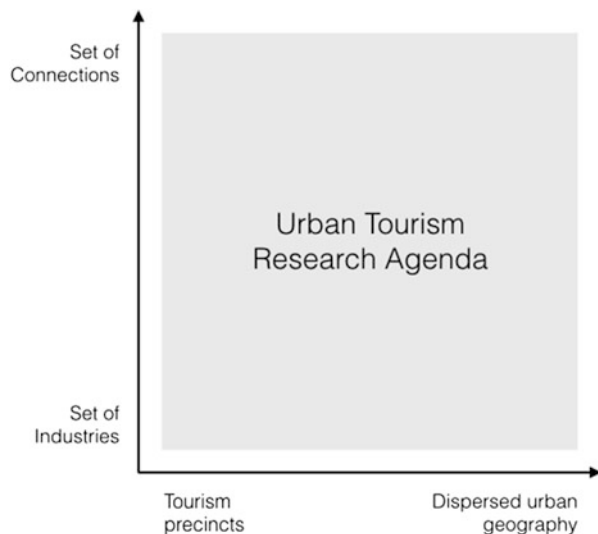 Set of
Connections
Urban Tourism
Research Agenda
Set of
Industries
Tourism
precincts
Dispersed urban
geography